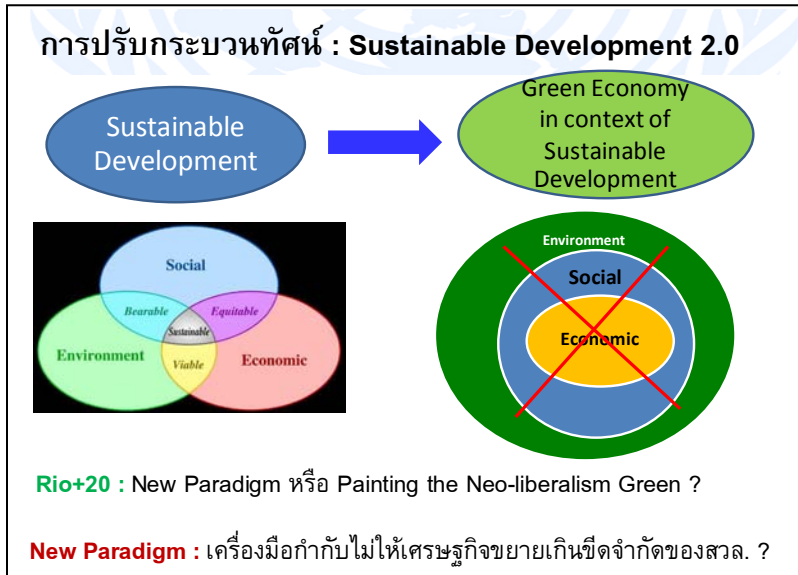 การปรับกระบวนทัศน์ : Sustainable Development 2.0
Sustainable
Development
Green Economy
in context of
Sustainable
Development
Social
Bearable
Equitable
Sustainable
Environment
Viable
Economic
Environment
Social
Economic
Rio+20 : New Paradigm หรือ Painting the Neo-liberalism Green ?
New Paradigm : เครื่องมือกำกับไม่ให้เศรษฐกิจขยายเกินขีดจำกัดของสวล. ?